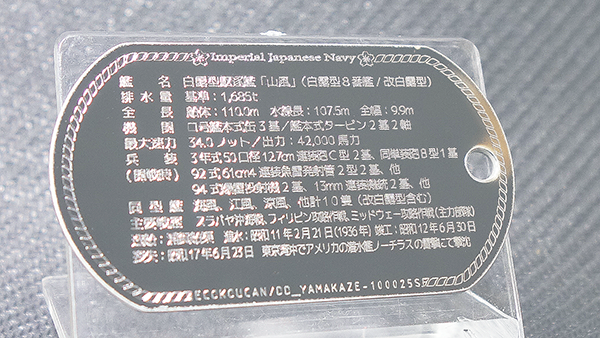 Imperial Japanese Navy
艦 名 白露型駆逐艦「山風」(白露型8番艦/改白露型)
排水量 基準:1,685t
全 長 船体:110.0m 水線長:107.5m 全幅:9.9m
機 関 ロ号艦本式缶3基/艦本式タービン2基2軸
最大速力 34.0ノット/出力:42,000馬力
兵 装 3年式50口径12.7cm連装砲C型2基、同単装砲B型1基
(開戦時) 92式61cm4連装魚雷発射管2型2基、他
94式爆雷投射機2基、13mm連装機銃2基、他
同型艦 海風、江風、涼風、他計10隻(改白露型含む)
主要戦歴 スラバヤ沖海戦、フィリピン攻略作戦、ミッドウェー攻略作戦(主力部隊)
進水:昭和11年2月21日(1936年) 竣工:昭和12年6月30日
昭和17年6月23日 東京湾沖でアメリカの潜水艦ノーチラスの雷撃にて撃沈
ECOKOUCAN/DD_YAMAKAZE-100025SR